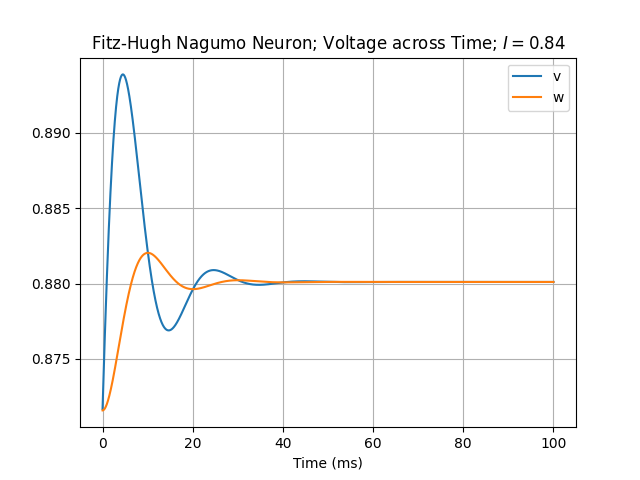 Fitz-Hugh Nagumo Neuron; Voltage across Time; I = 0.84
v
w
0.890
0.885
0.880
0.875
0 20 40 60 80 100
Time (ms)